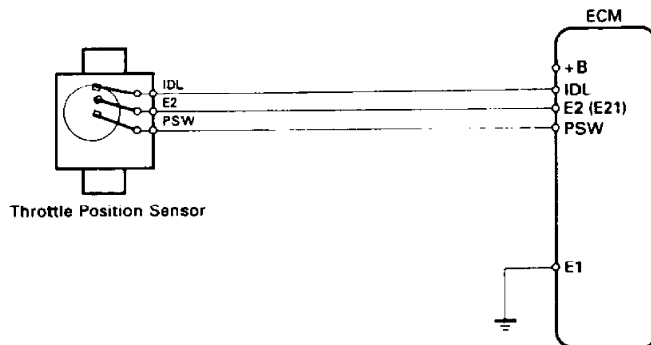 ECM
+B
IDL
IDL
E2
E2 (E21)
PSW
PSW
Throttle Position Sensor
E1